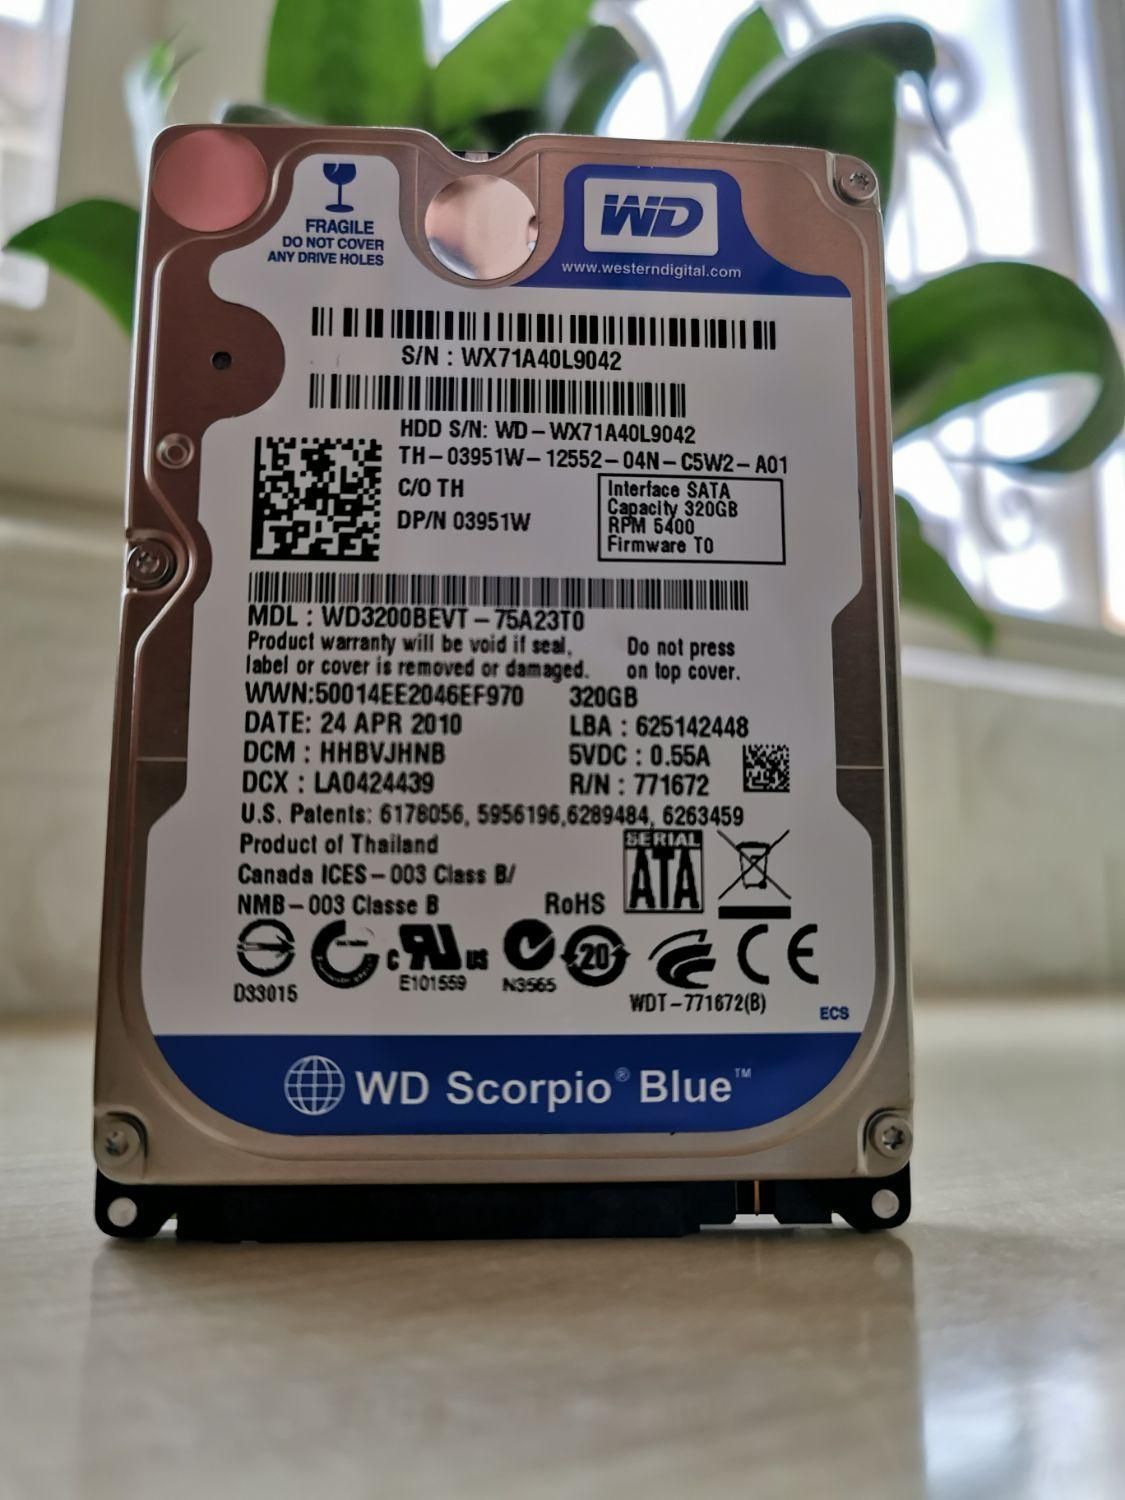 FRAGILE
DO NOT COVER
ANY DRIVE HOLES
WD
www.westerndigital.com
S/N : WX71A40L9042
HDD S/N: WD-WX71A40L9042
TH-03951W-12552-04N-C5W2-A01
C/O TH
DP/N 03951W
Interface SATA
Capacity 320GB
RPM 5400
Firmware T0
MDL : WD3200BEVT-75A23T0
Product warranty will be void if seal,
label or cover is removed or damaged.
Do not press
on top cover.
WWN:50014EE2046EF970
320GB
DATE: 24 APR 2010
LBA : 625142448
DCM : HHBVJHNB
5VDC : 0.55A
DCX : LA0424439
R/N : 771672
U.S. Patents: 6178056, 5956196,6289484, 6263459
Product of Thailand
Canada ICES-003 Class B/
NMB-003 Classe B
RoHS
SERIAL
ATA
D33015
c RU us
E101559
N3565
20
CE
WDT-771672(B)
ECS
WD Scorpio® Blue™